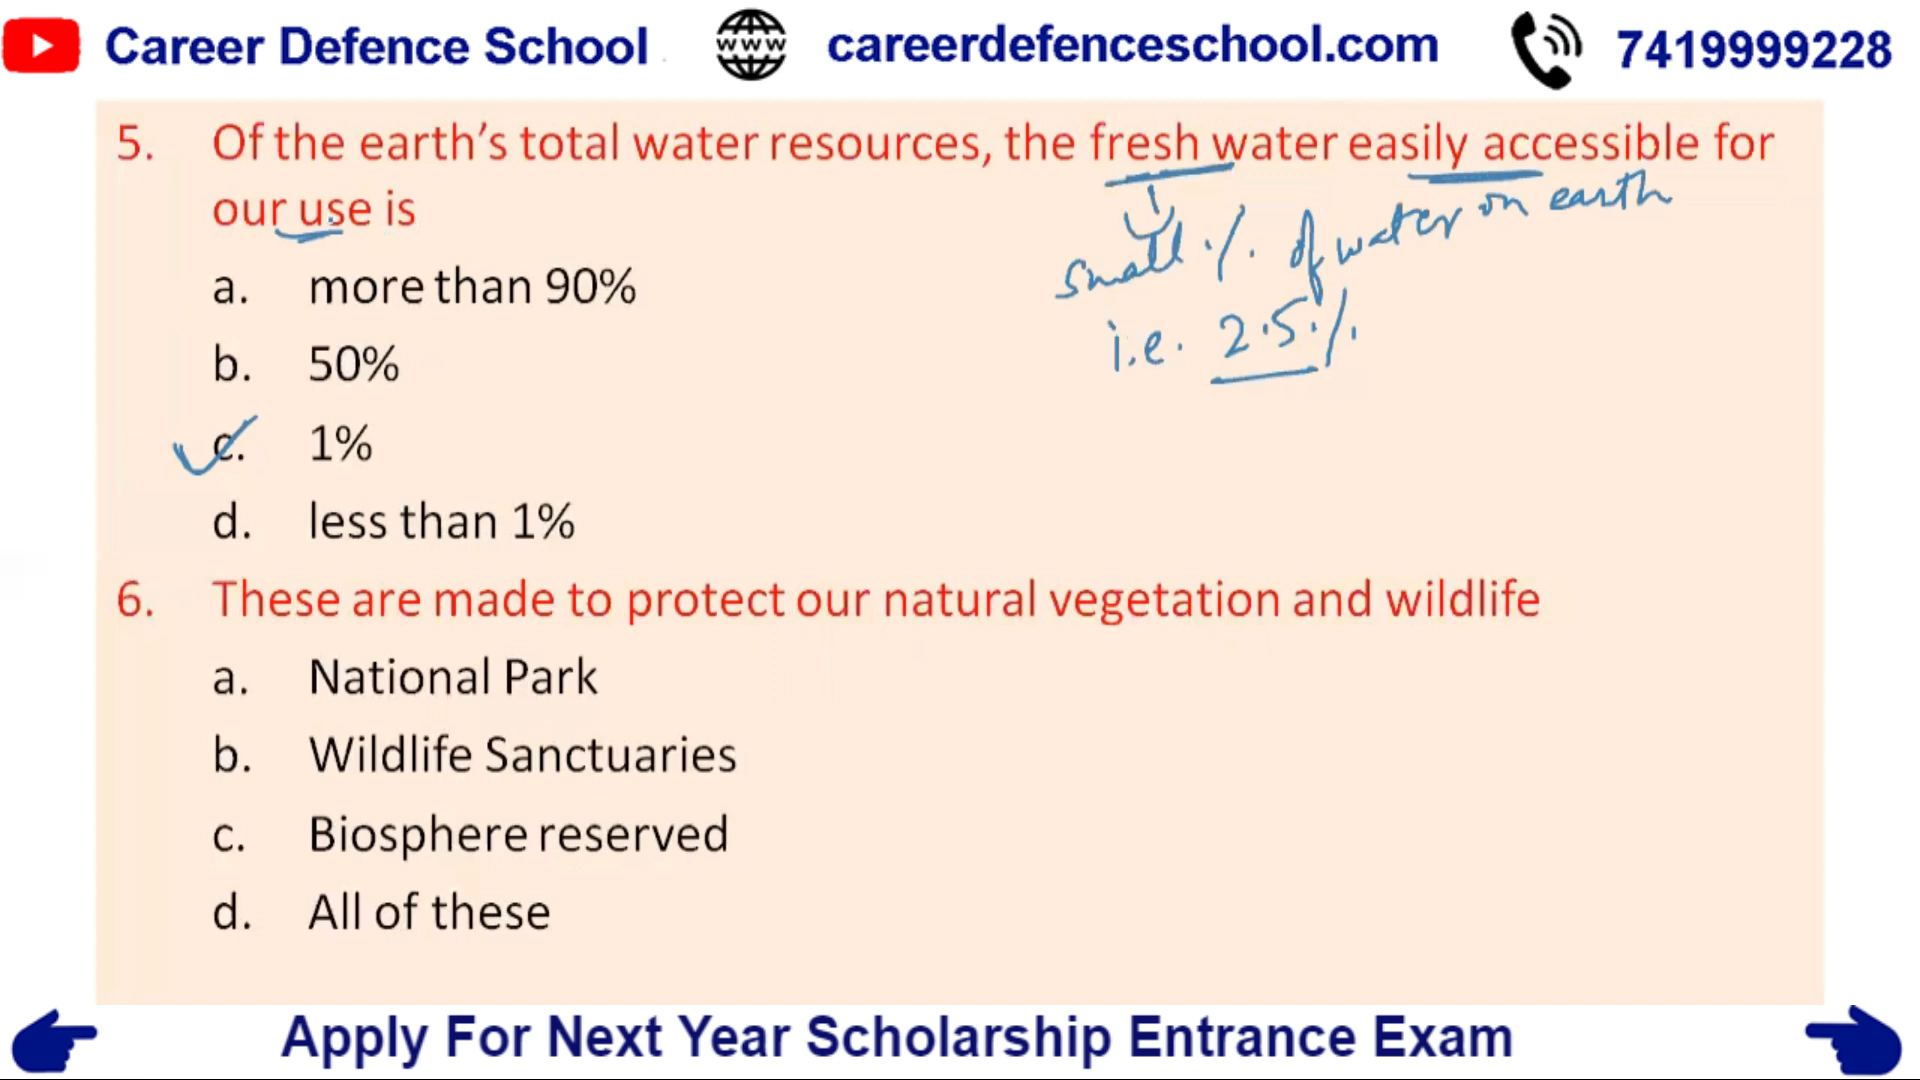 Career Defence School
www
careerdefenceschool.com
7419999228
5. Of the earth's total water resources, the fresh water easily accessible for
our use is
small % of water on earth
i.e. 2.5%
a. more than 90%
b. 50%
c. 1%
d. less than 1%
6. These are made to protect our natural vegetation and wildlife
a. National Park
b. Wildlife Sanctuaries
c. Biosphere reserved
d. All of these
Apply For Next Year Scholarship Entrance Exam